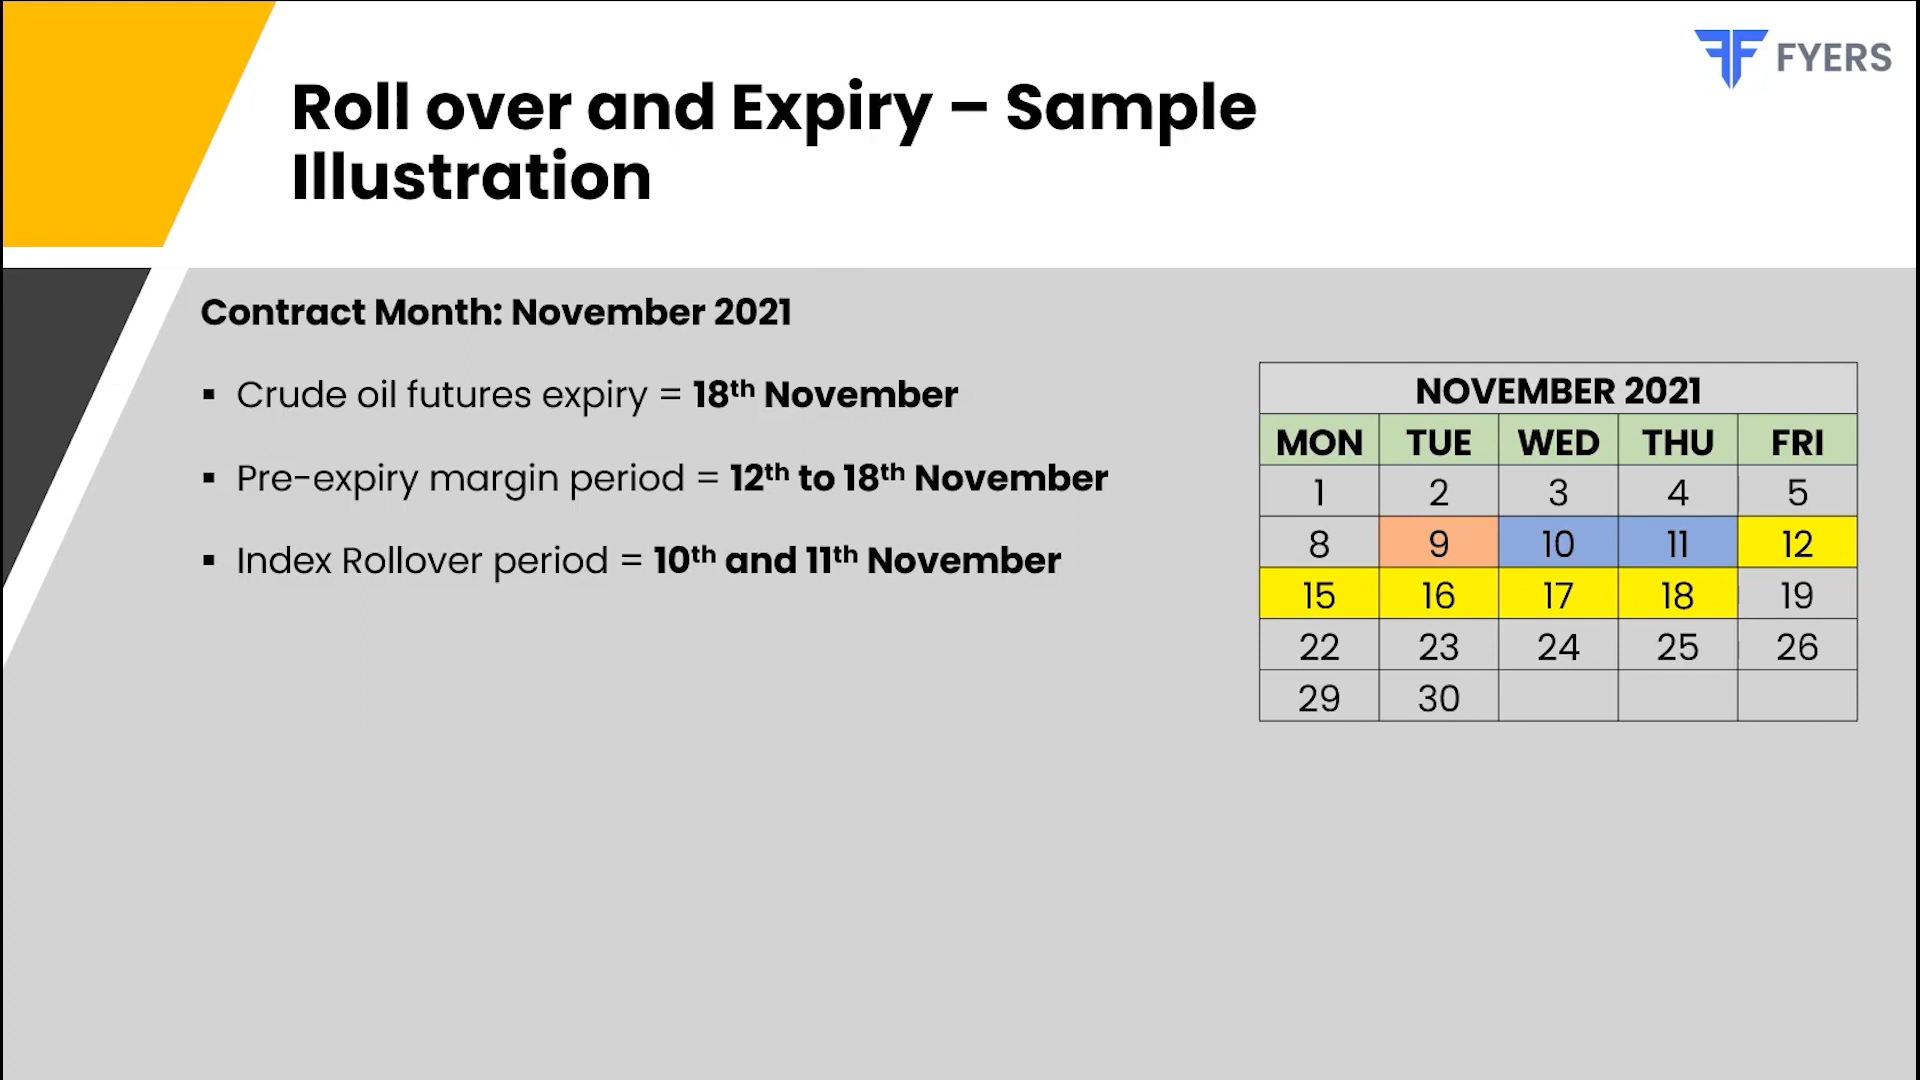 FYERS
Roll over and Expiry – Sample
Illustration
Contract Month: November 2021
▪ Crude oil futures expiry = 18th November
▪ Pre-expiry margin period = 12th to 18th November
▪ Index Rollover period = 10th and 11th November
NOVEMBER 2021
MON TUE WED THU FRI
1 2 3 4 5
8 9 10 11 12
15 16 17 18 19
22 23 24 25 26
29 30